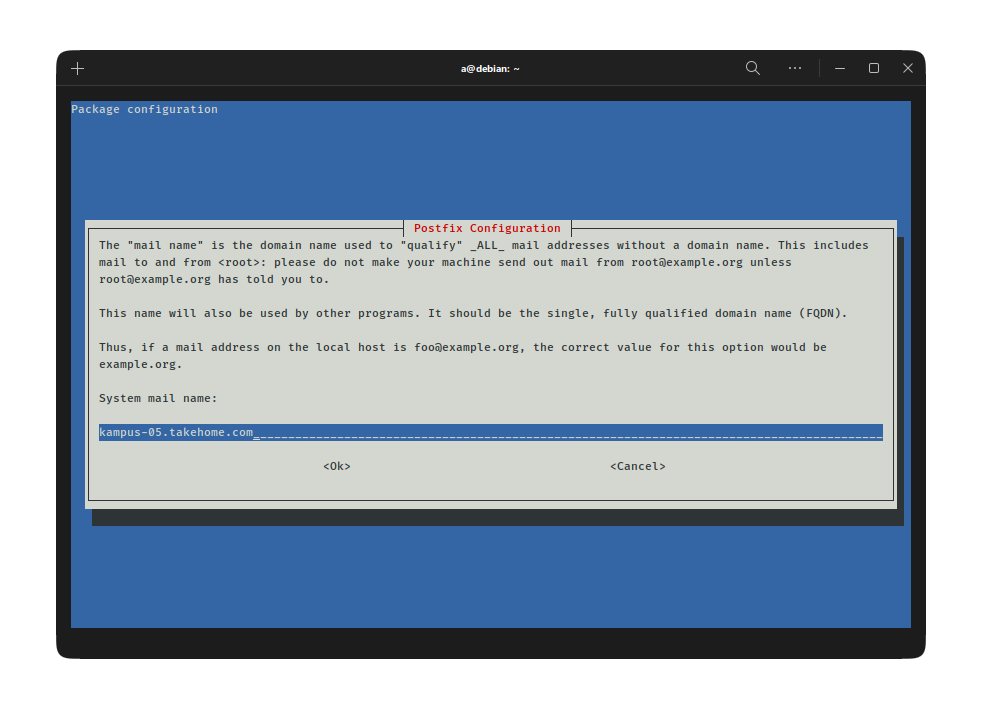 a@debian: ~
Package configuration
Postfix Configuration
The "mail name" is the domain name used to "qualify" _ALL_ mail addresses without a domain name. This includes
mail to and from <root>: please do not make your machine send out mail from root@example.org unless
root@example.org has told you to.
This name will also be used by other programs. It should be the single, fully qualified domain name (FQDN).
Thus, if a mail address on the local host is foo@example.org, the correct value for this option would be
example.org.
System mail name:
kampus-05.takehome.com
<Ok> <Cancel>